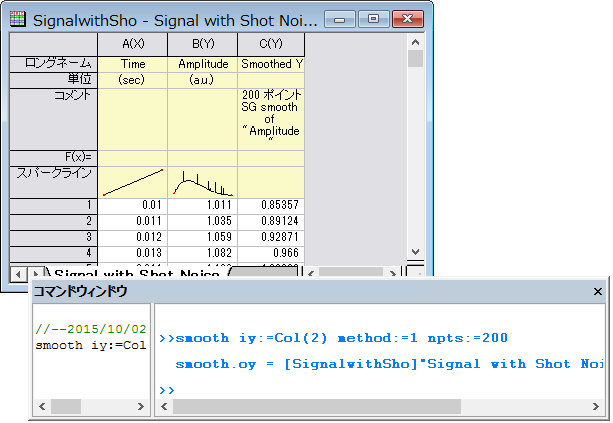 SignalwithSho - Signal with Shot Noi...
A(X) B(Y) C(Y)
ロングネーム Time Amplitude Smoothed Y
単位 (sec) (a.u.)
コメント 200 ポイント
SG smooth
of
"Amplitude
"
F(x)=
スパークライン
1 0.01 1.011 0.85357
2 0.011 1.035 0.89124
3 0.012 1.059 0.92871
4 0.013 1.082 0.966
Signal with Shot Noise
コマンドウィンドウ
//--2015/10/02
smooth iy:=Col
>>smooth iy:=Col(2) method:=1 npts:=200
smooth.oy = [SignalwithSho]"Signal with Shot Noi
>>